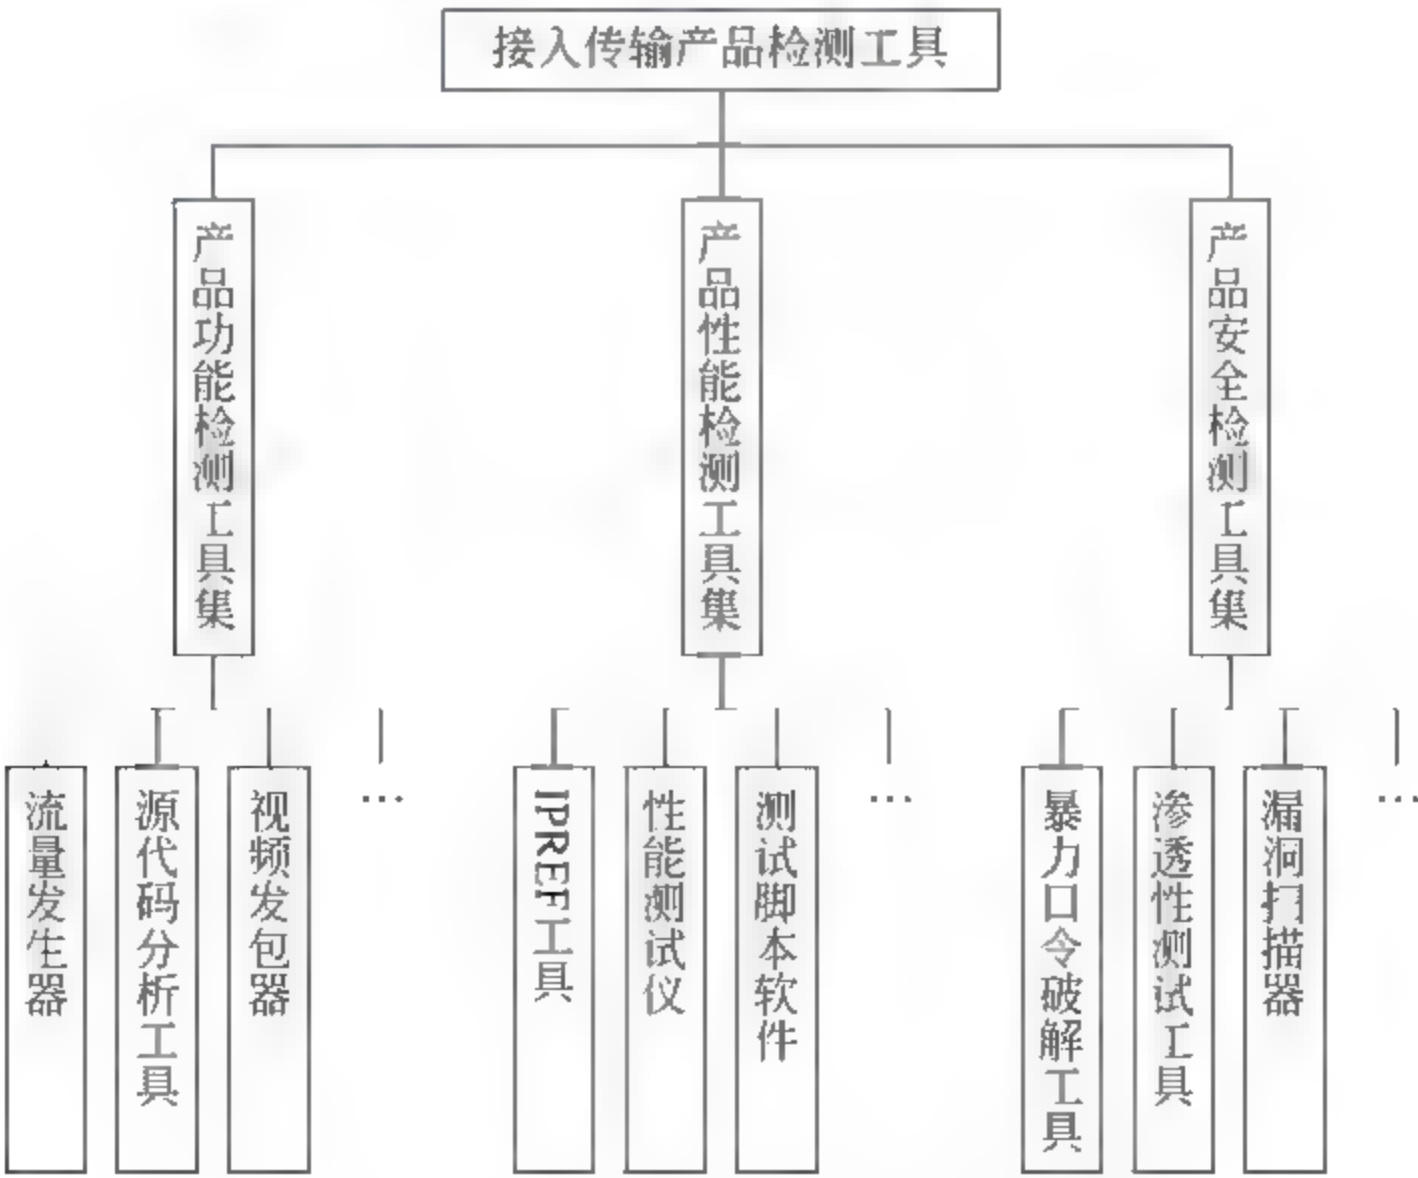 接入传输产品检测工具
产品功能检测工具集
产品性能检测工具集
产品安全检测工具集
流量发生器
源代码分析工具
视频发包器
…
IPREF工具
性能测试仪
测试脚本软件
…
暴力口令破解工具
渗透性测试工具
漏洞扫描器
…